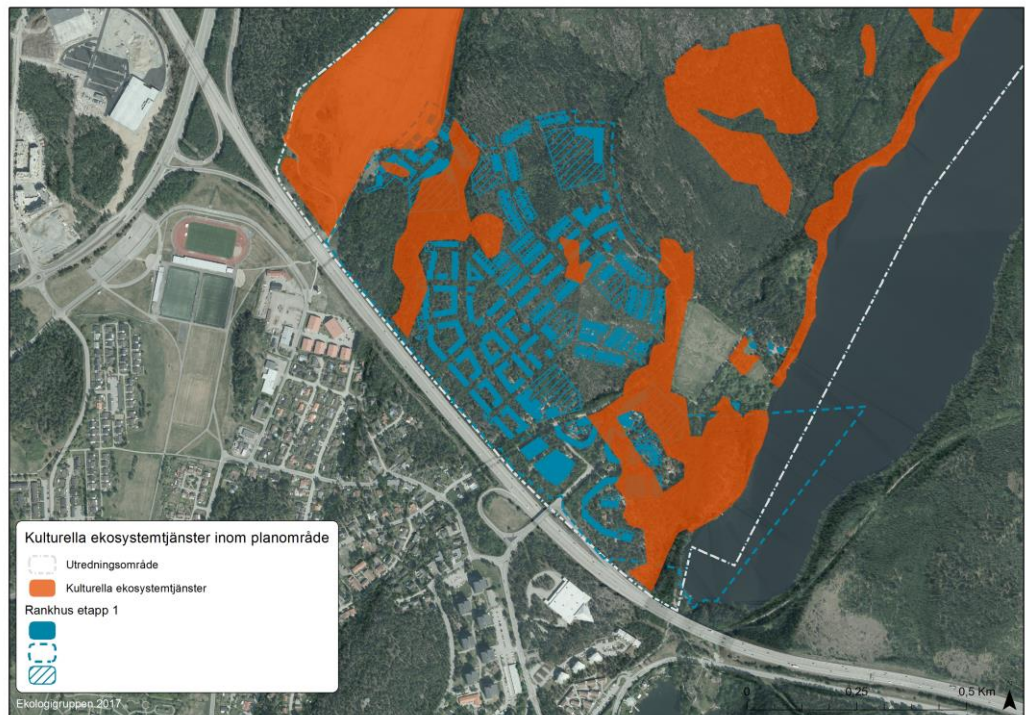 Kulturella ekosystemtjänster inom planområde
Utredningsområde
Kulturella ekosystemtjänster
Rankhus etapp 1
Ekologigruppen 2017
0 0,25 0,5 Km